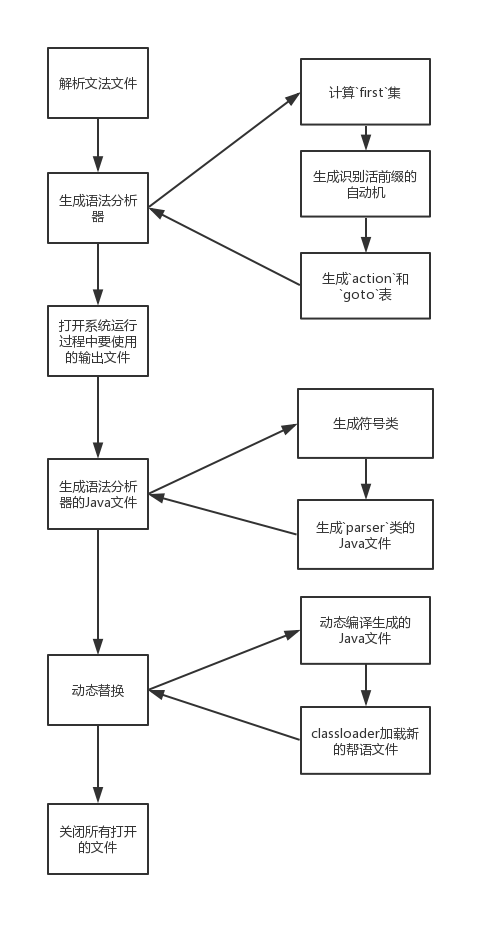 解析文法文件
计算`first`集
生成语法分析
器
生成识别活前缀的
自动机
生成`action`和
`goto`表
打开系统运行
过程中要使用
的输出文件
生成符号类
生成语法分析
器的Java文件
生成`parser`类的
Java文件
动态编译生成的
Java文件
动态替换
classloader加载新
的帮语文件
关闭所有打开
的文件